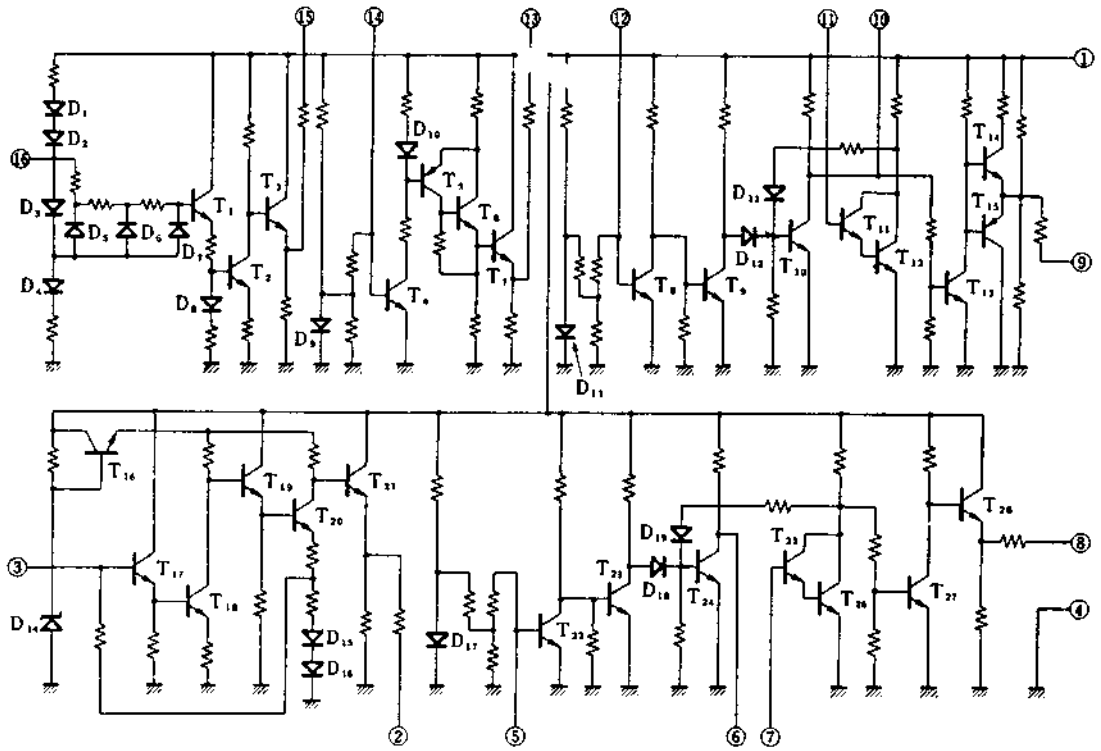 ⑮
⑭
⑬
⑫
⑪
⑩
①
D₁
D₂
⑯
D₃
D₄
D₅
D₆
D₇
D₈
T₁
T₂
T₃
D₉
D₁₀
T₄
T₅
T₆
T₇
D₁₁
T₈
T₉
D₁₂
D₁₃
T₁₀
T₁₁
T₁₂
T₁₃
T₁₄
T₁₅
⑨
T₁₆
③
D₁₄
T₁₇
T₁₈
T₁₉
T₂₀
T₂₁
D₁₅
D₁₆
②
D₁₇
⑤
T₂₂
T₂₃
D₁₈
D₁₉
T₂₄
⑥
⑦
T₂₅
T₂₆
T₂₇
T₂₈
⑧
④